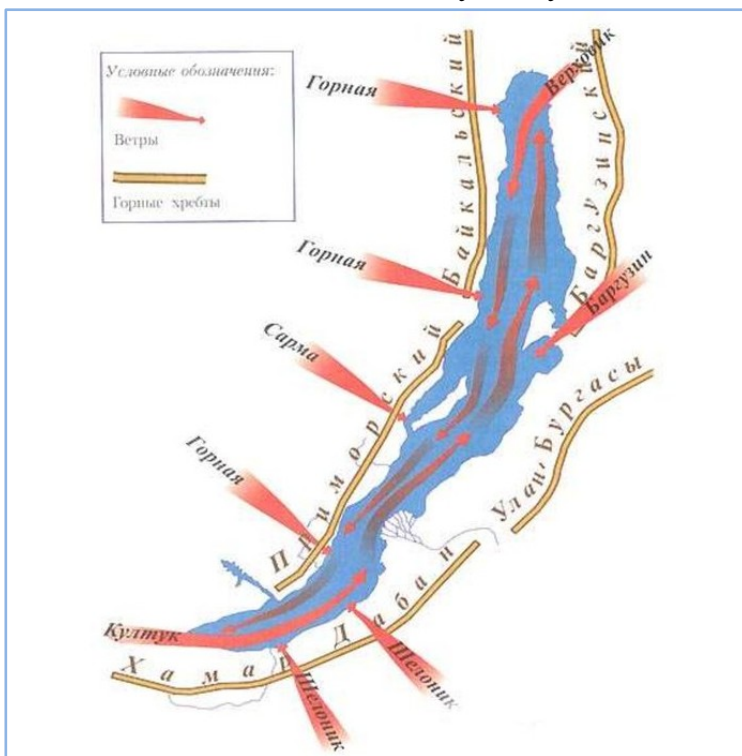 Условные обозначения:
Ветры
Горные хребты
Горная
Верховик
Байкальский
Баргузинский
Горная
Баргузин
Сарма
Приморский
Горная
Улан-Бургасы
Култук
Хамар Дабан
Шелоник
Шелоник